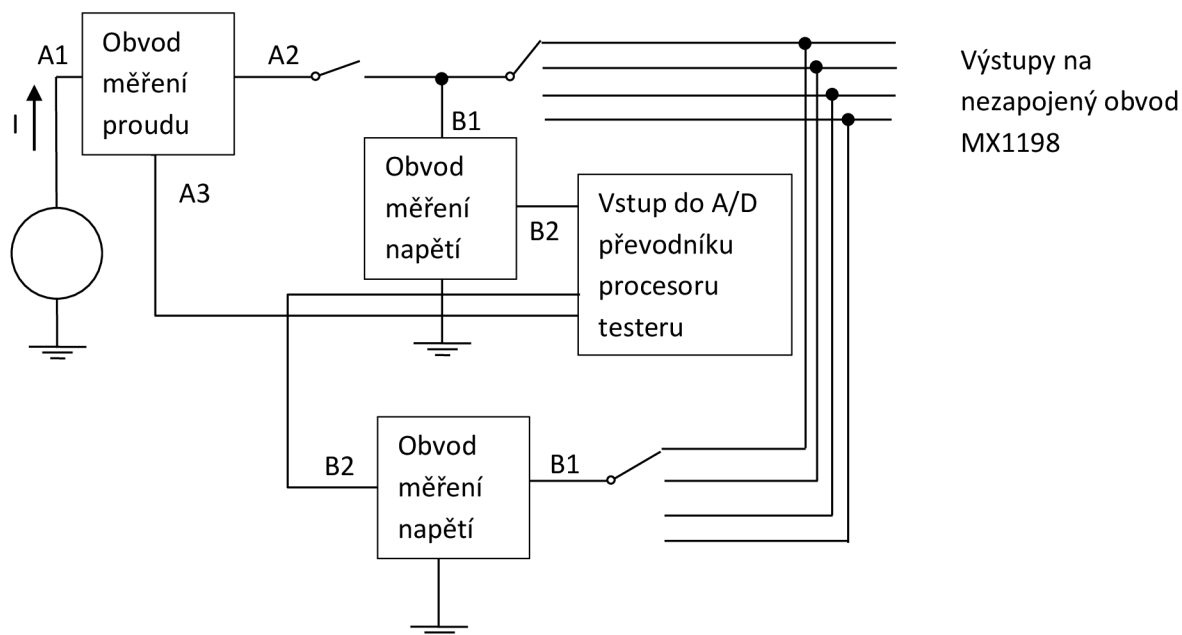 A1
Obvod
měření
proudu
A2
I
A3
B1
Obvod
měření
napětí
B2
Vstup do A/D
převodníku
procesoru
testeru
Výstupy na
nezapojený obvod
MX1198
B2
Obvod
měření
napětí
B1